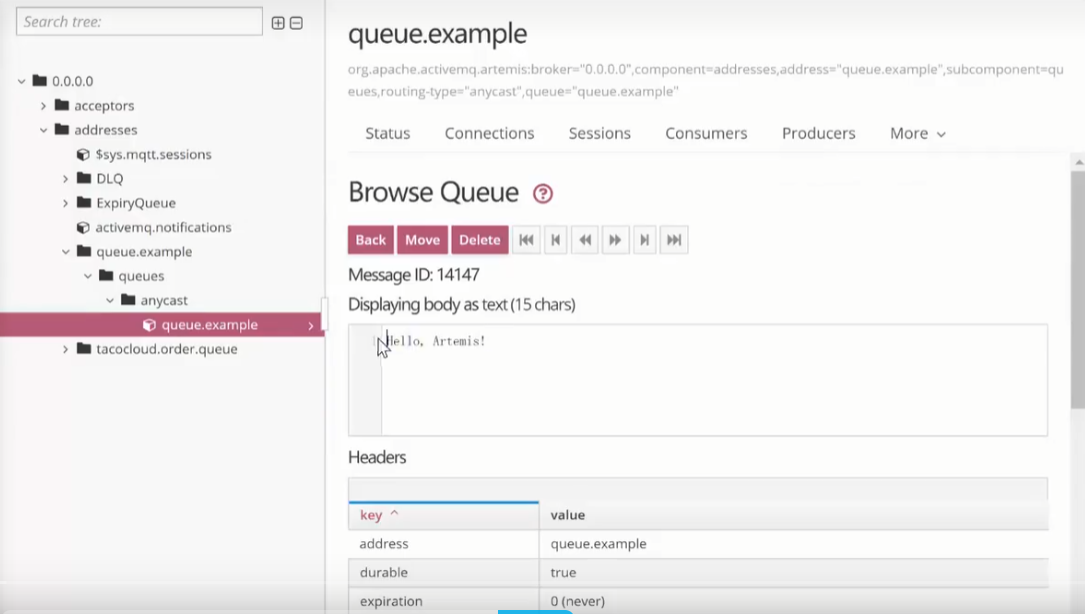 Search tree:
0.0.0.0
acceptors
addresses
$sys.mqtt.sessions
DLQ
ExpiryQueue
activemq.notifications
queue.example
queues
anycast
queue.example
tacocloud.order.queue
queue.example
org.apache.activemq.artemis:broker="0.0.0.0",component=addresses,address="queue.example",subcomponent=qu
eues,routing-type="anycast",queue="queue.example"
Status Connections Sessions Consumers Producers More
Browse Queue
Back Move Delete
Message ID: 14147
Displaying body as text (15 chars)
1 Hello, Artemis!
Headers
key value
address queue.example
durable true
expiration 0 (never)